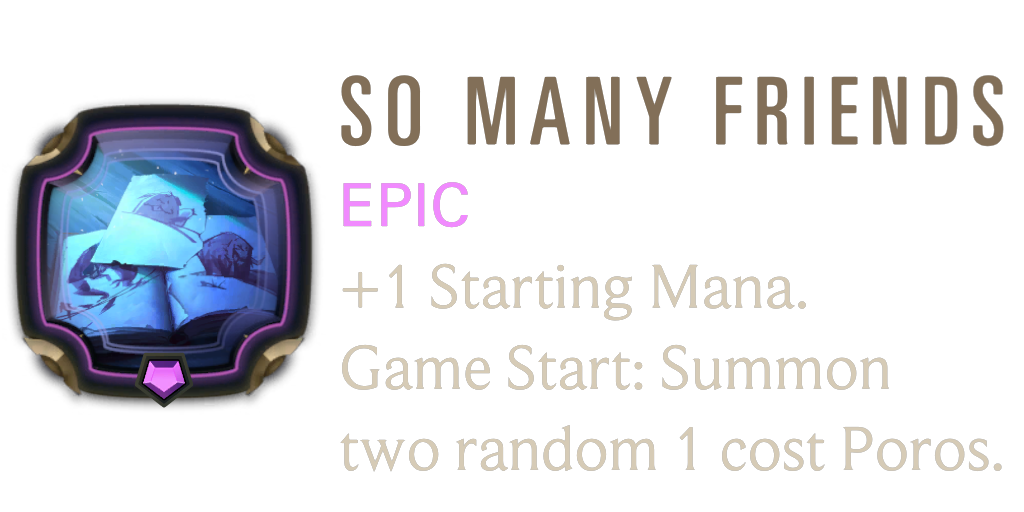 SO MANY FRIENDS
EPIC
+1 Starting Mana.
Game Start: Summon
two random 1 cost Poros.